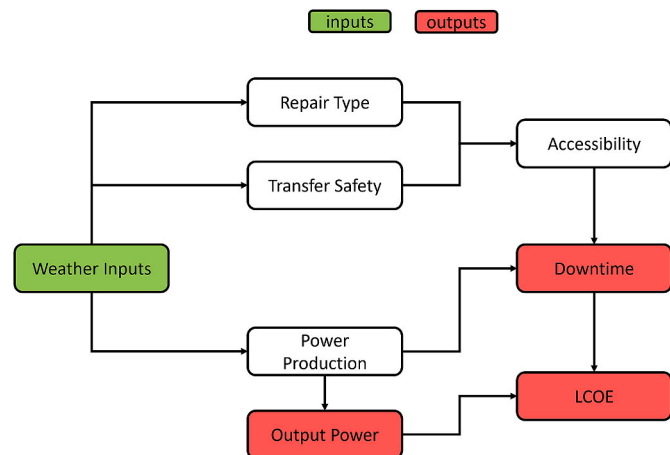 inputs
outputs
Repair Type
Accessibility
Transfer Safety
Weather Inputs
Downtime
Power
Production
LCOE
Output Power